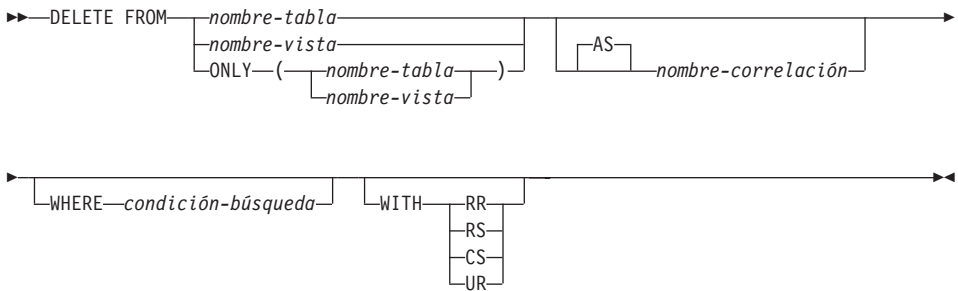 DELETE FROM nombre-tabla
nombre-vista AS
ONLY ( nombre-tabla ) nombre-correlación
nombre-vista
WHERE condición-búsqueda WITH RR
RS
CS
UR